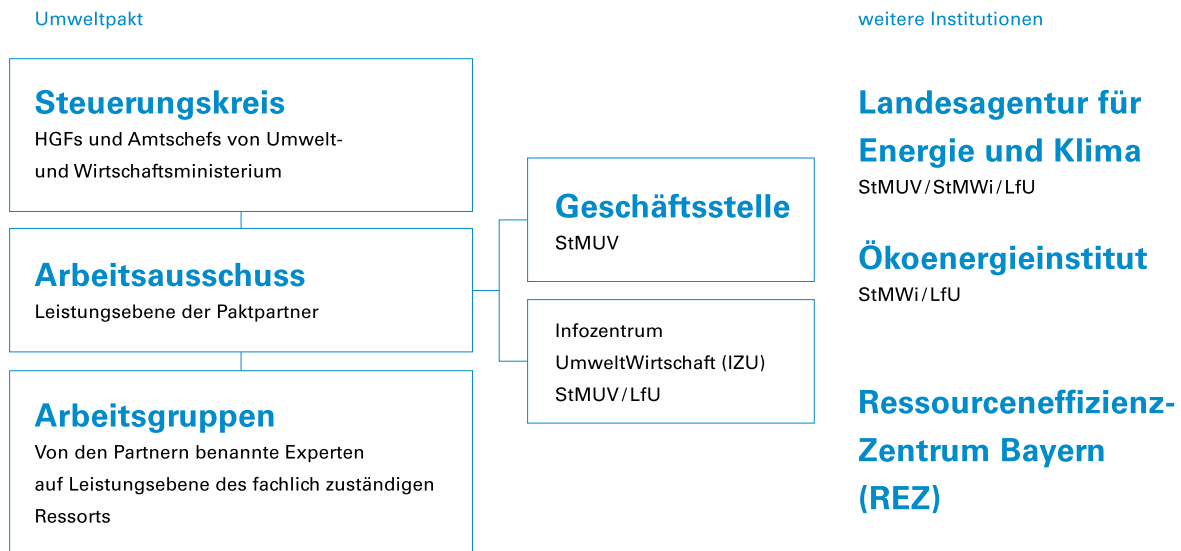 Umweltpakt
Steuerungskreis
HGFs und Amtschefs von Umwelt-
und Wirtschaftsministerium
Arbeitsausschuss
Leistungsebene der Paktpartner
Arbeitsgruppen
Von den Partnern benannte Experten
auf Leistungsebene des fachlich zuständigen
Ressorts
Geschäftsstelle
StMUV
Infozentrum
UmweltWirtschaft (IZU)
StMUV/LfU
weitere Institutionen
Landesagentur für
Energie und Klima
StMUV/StMWi/LfU
Ökoenergieinstitut
StMWi/LfU
Ressourceneffizienz-
Zentrum Bayern
(REZ)